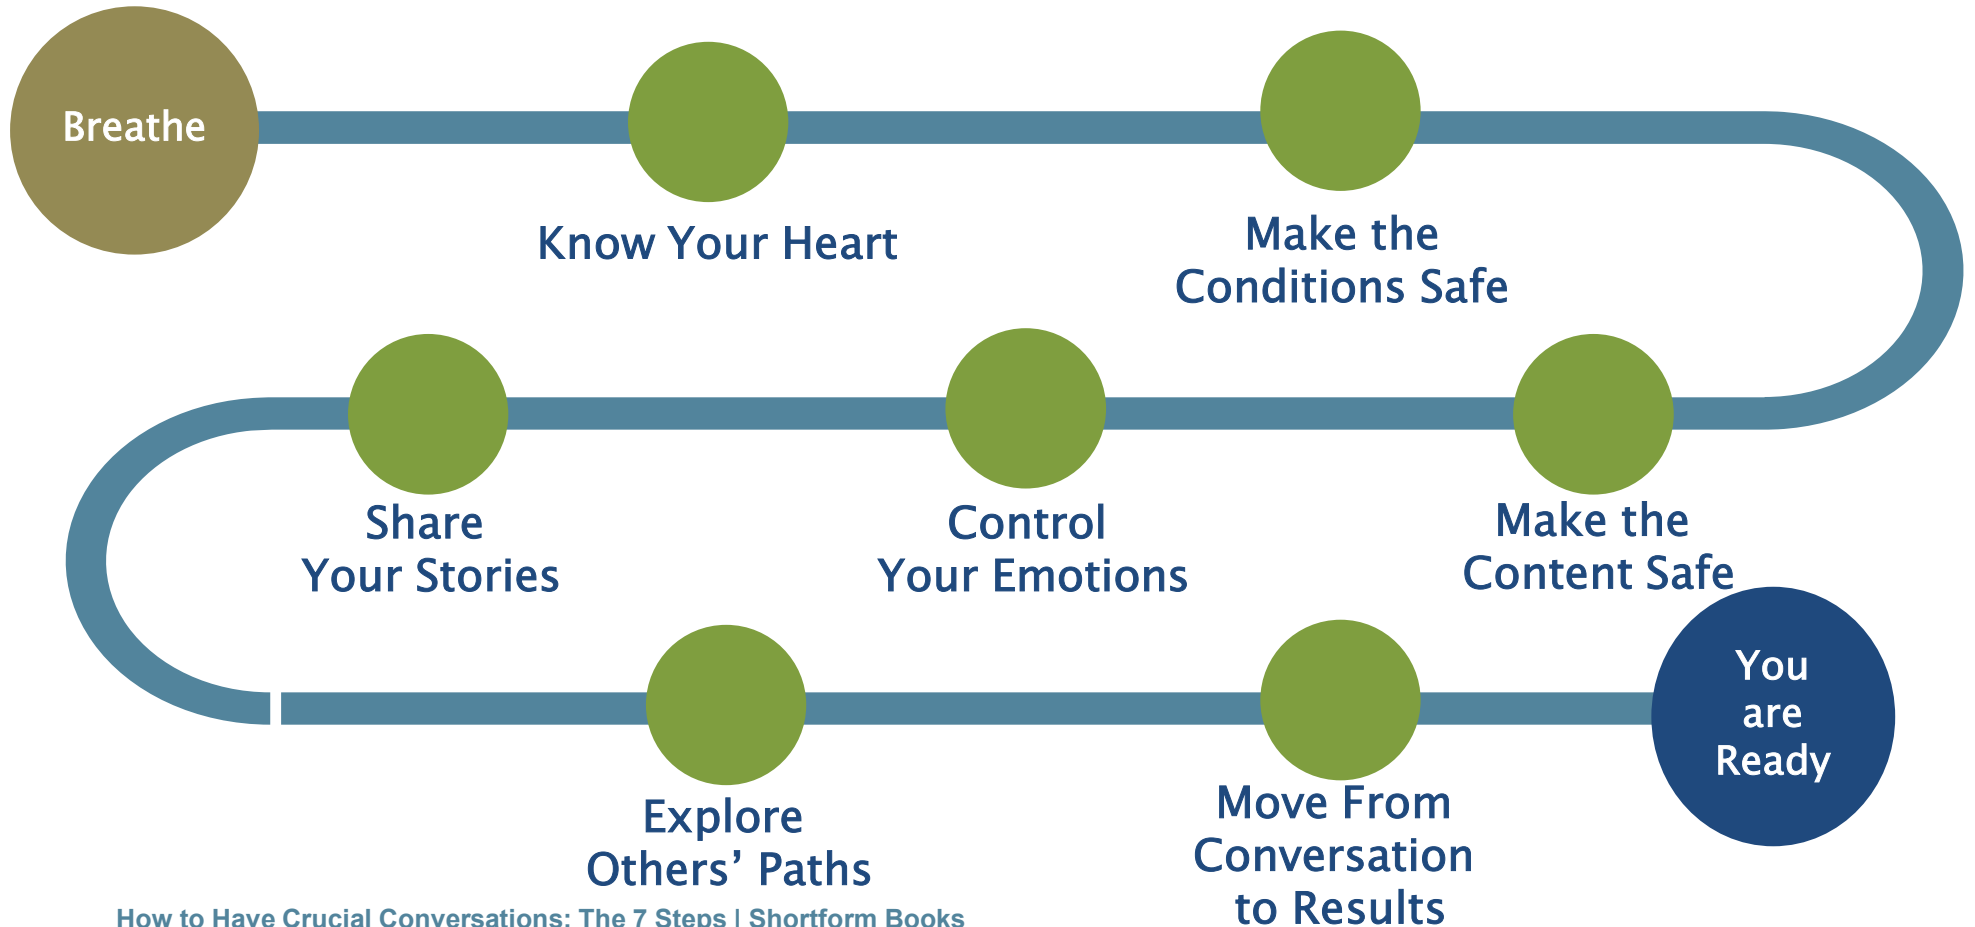 Breathe
Know Your Heart
Make the
Conditions Safe
Make the
Content Safe
Control
Your Emotions
Share
Your Stories
Explore
Others’ Paths
Move From
Conversation
to Results
You
are
Ready
How to Have Crucial Conversations: The 7 Steps | Shortform Books